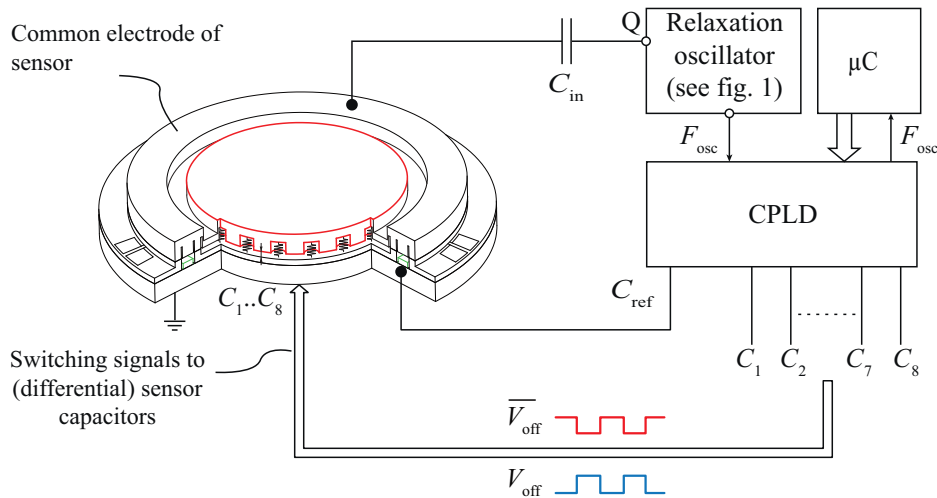 Common electrode of
sensor
C_in
Q
Relaxation
oscillator
(see fig. 1)
μC
F_osc
F_osc
CPLD
C_1..C_8
C_ref
C_1
C_2
C_7
C_8
Switching signals to
(differential) sensor
capacitors
V̅_off
V_off